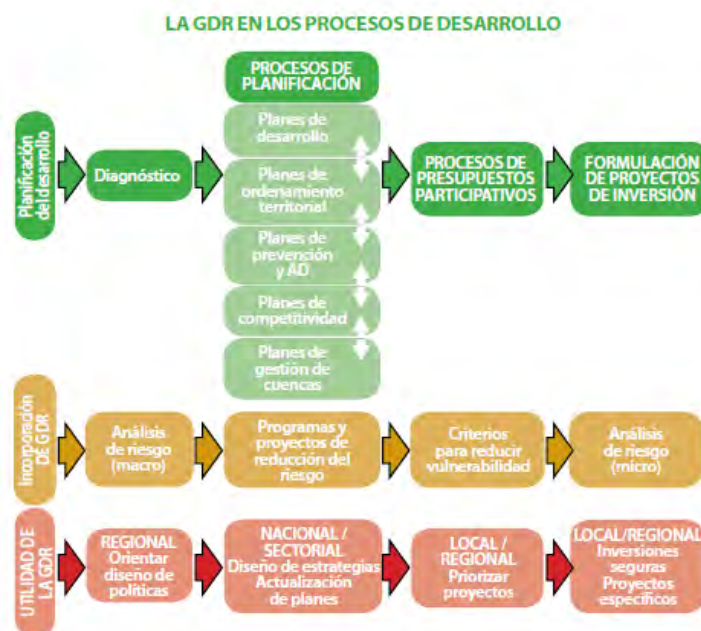 LA GDR EN LOS PROCESOS DE DESARROLLO
Planificación
del desarrollo
Diagnóstico
PROCESOS DE
PLANIFICACIÓN
Planes de
desarrollo
Planes de
ordenamiento
territorial
Planes de
prevención
y AD
Planes de
competitividad
Planes de
gestión de
cuencas
PROCESOS DE
PRESUPUESTOS
PARTICIPATIVOS
FORMULACIÓN
DE PROYECTOS
DE INVERSIÓN
Incorporación
DE GDR
Análisis
de riesgo
(macro)
Programas y
proyectos de
reducción del
riesgo
Criterios
para reducir
vulnerabilidad
Análisis
de riesgo
(micro)
UTILIDAD DE
LA GDR
REGIONAL
Orientar
diseño de
políticas
NACIONAL /
SECTORIAL
Diseño de estrategias
Actualización
de planes
LOCAL /
REGIONAL
Priorizar
proyectos
LOCAL/REGIONAL
Inversiones
seguras
Proyectos
específicos